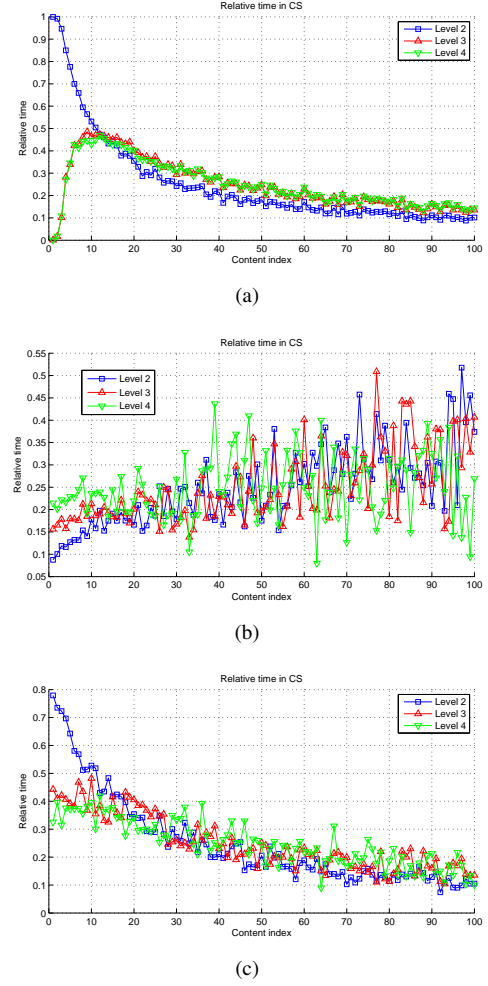 Relative time in CS
1
0.9
0.8
0.7
0.6
0.5
0.4
0.3
0.2
0.1
0
Relative time
Level 2
Level 3
Level 4
0 10 20 30 40 50 60 70 80 90 100
Content index
(a)
Relative time in CS
0.55
0.5
0.45
0.4
0.35
0.3
0.25
0.2
0.15
0.1
0.05
Relative time
Level 2
Level 3
Level 4
0 10 20 30 40 50 60 70 80 90 100
Content index
(b)
Relative time in CS
0.8
0.7
0.6
0.5
0.4
0.3
0.2
0.1
0
Relative time
Level 2
Level 3
Level 4
0 10 20 30 40 50 60 70 80 90 100
Content index
(c)